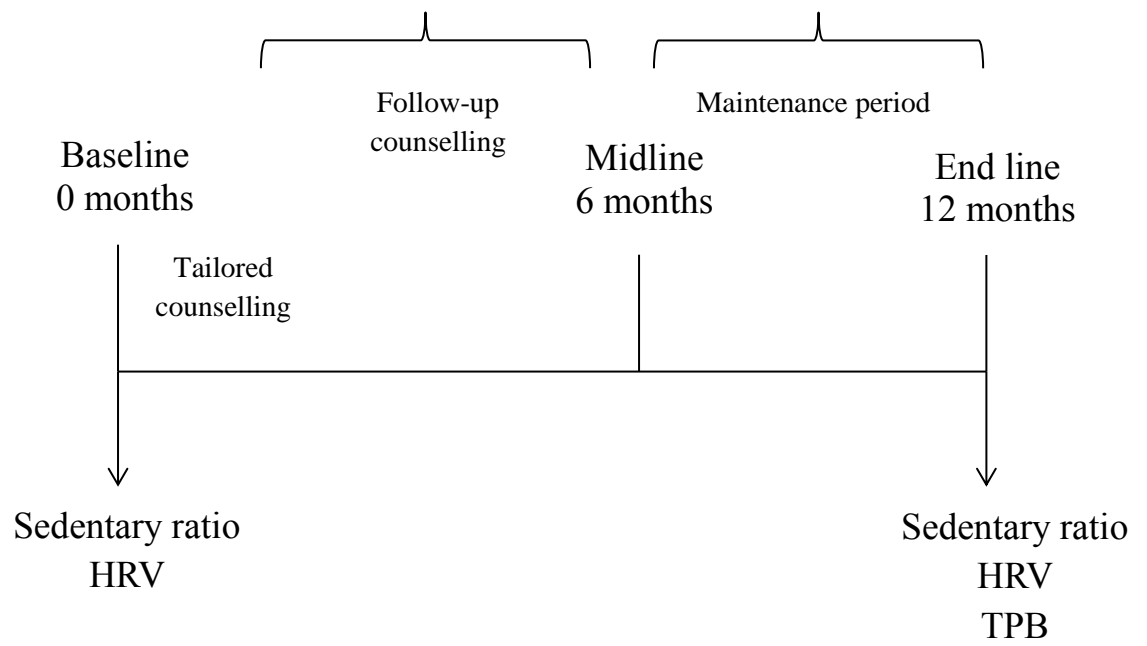 Follow-up
counselling
Maintenance period
Baseline
0 months
Midline
6 months
End line
12 months
Tailored
counselling
Sedentary ratio
HRV
Sedentary ratio
HRV
TPB